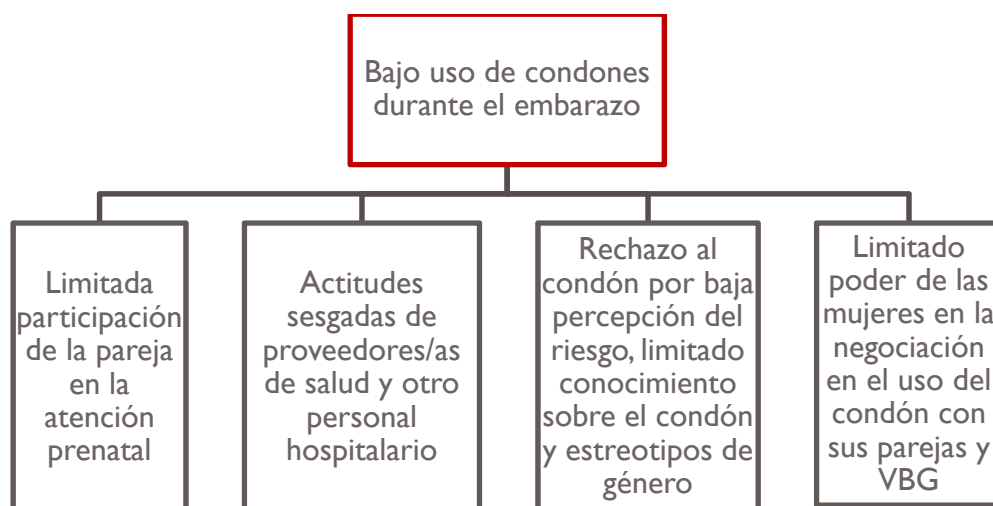 Bajo uso de condones
durante el embarazo
Limitada
participación
de la pareja
en la
atención
prenatal
Actitudes
sesgadas de
proveedores/as
de salud y otro
personal
hospitalario
Rechazo al
condón por baja
percepción del
riesgo, limitado
conocimiento
sobre el condón
y estreotipos de
género
Limitado
poder de las
mujeres en la
negociación
en el uso del
condón con
sus parejas y
VBG